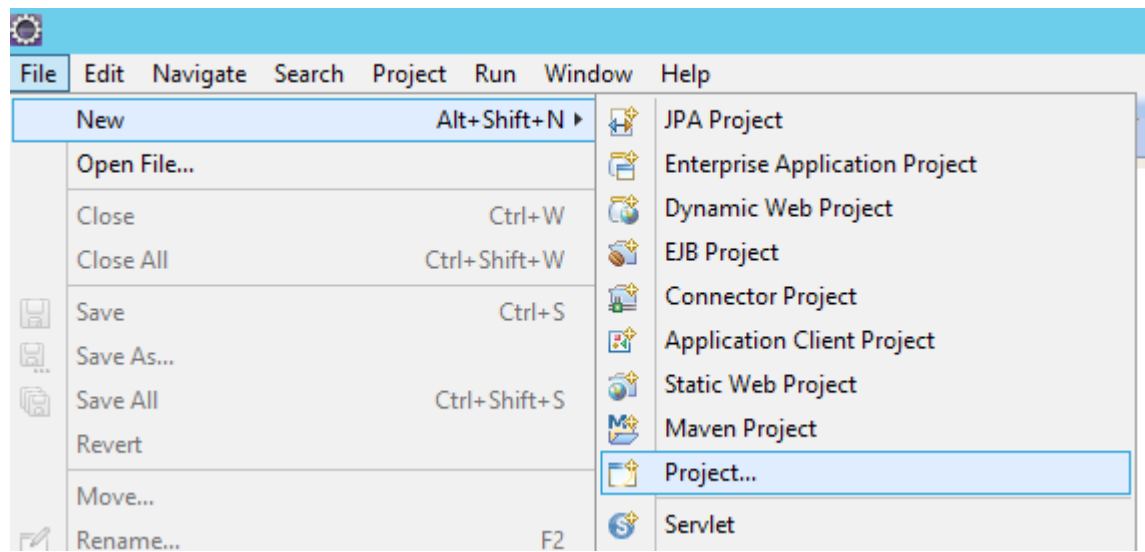 File Edit Navigate Search Project Run Window Help
New Alt+Shift+N
Open File...
Close Ctrl+W
Close All Ctrl+Shift+W
Save Ctrl+S
Save As...
Save All Ctrl+Shift+S
Revert
Move...
Rename... F2
JPA Project
Enterprise Application Project
Dynamic Web Project
EJB Project
Connector Project
Application Client Project
Static Web Project
Maven Project
Project...
Servlet